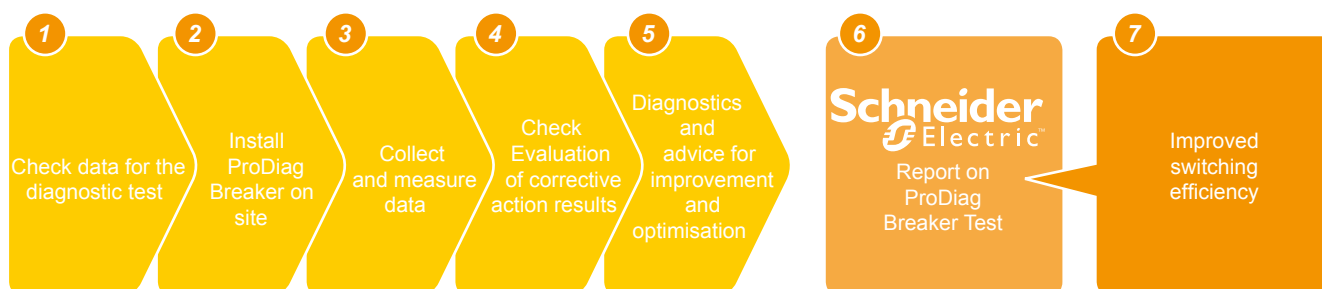 1
Check data for the
diagnostic test
2
Install
ProDiag
Breaker on
site
3
Collect
and measure
data
4
Check
Evaluation
of corrective
action results
5
Diagnostics
and
advice for
improvement
and
optimisation
6
Schneider
Electric™
Report on
ProDiag
Breaker Test
7
Improved
switching
efficiency